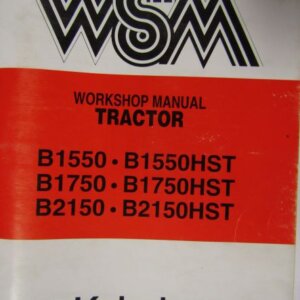 WSM
WORKSHOP MANUAL
TRACTOR
B1550 · B1550HST
B1750 · B1750HST
B2150 · B2150HST